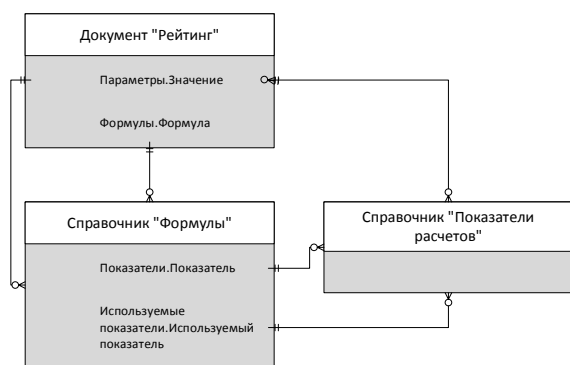 Документ "Рейтинг"
Параметры.Значение
Формулы.Формула
Справочник "Формулы"
Справочник "Показатели
расчетов"
Показатели.Показатель
Используемые
показатели.Используемый
показатель